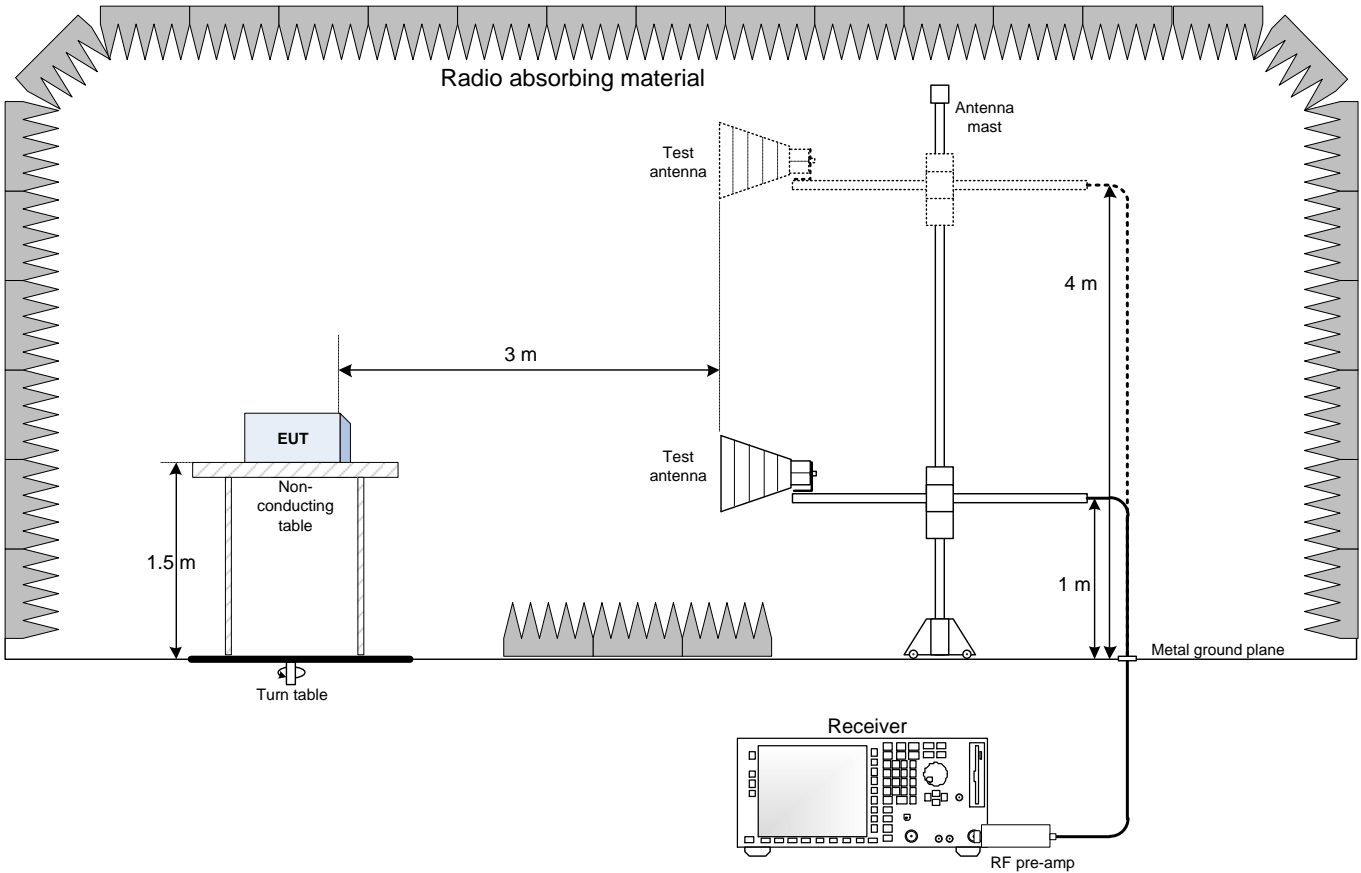 Radio absorbing material
Antenna
mast
Test
antenna
4 m
3 m
EUT
Test
antenna
Non-
conducting
table
1.5 m
1 m
Metal ground plane
Turn table
Receiver
RF pre-amp